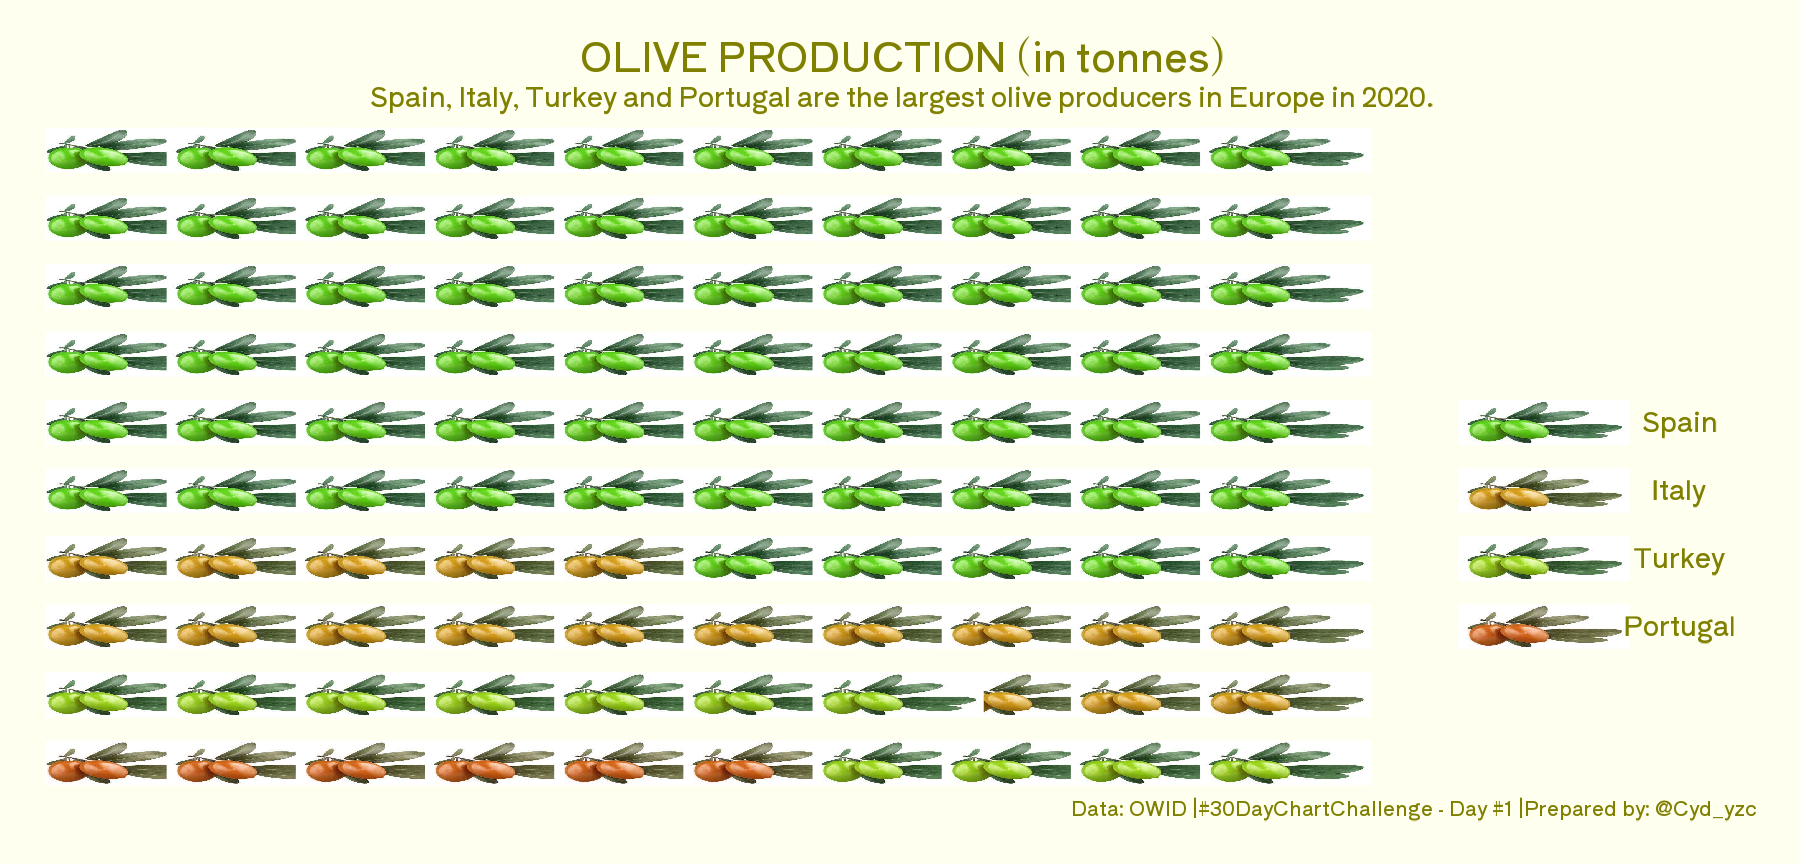 OLIVE PRODUCTION (in tonnes)
Spain, Italy, Turkey and Portugal are the largest olive producers in Europe in 2020.
Spain
Italy
Turkey
Portugal
Data: OWID |#30DayChartChallenge - Day #1 |Prepared by: @Cyd_yzc